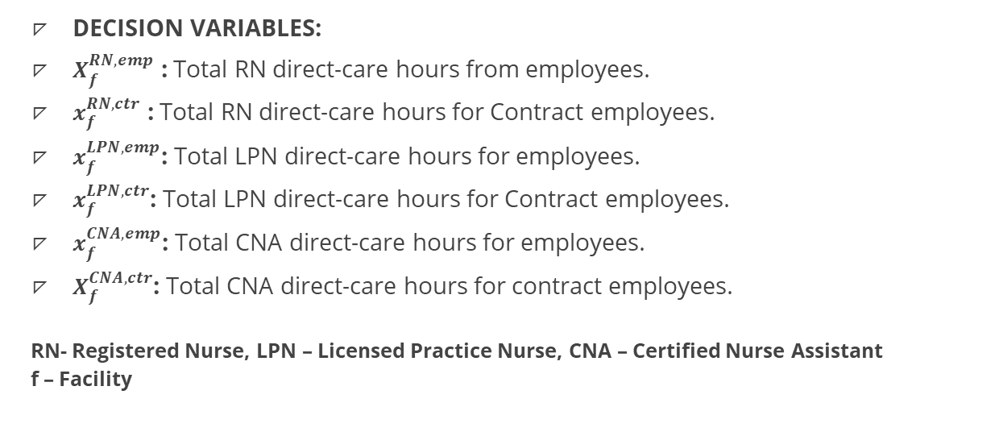 DECISION VARIABLES:
X_f^{RN,emp} : Total RN direct-care hours from employees.
x_f^{RN,ctr} : Total RN direct-care hours for Contract employees.
x_f^{LPN,emp}: Total LPN direct-care hours for employees.
x_f^{LPN,ctr}: Total LPN direct-care hours for Contract employees.
x_f^{CNA,emp}: Total CNA direct-care hours for employees.
X_f^{CNA,ctr}: Total CNA direct-care hours for contract employees.
RN- Registered Nurse, LPN – Licensed Practice Nurse, CNA – Certified Nurse Assistant
f – Facility